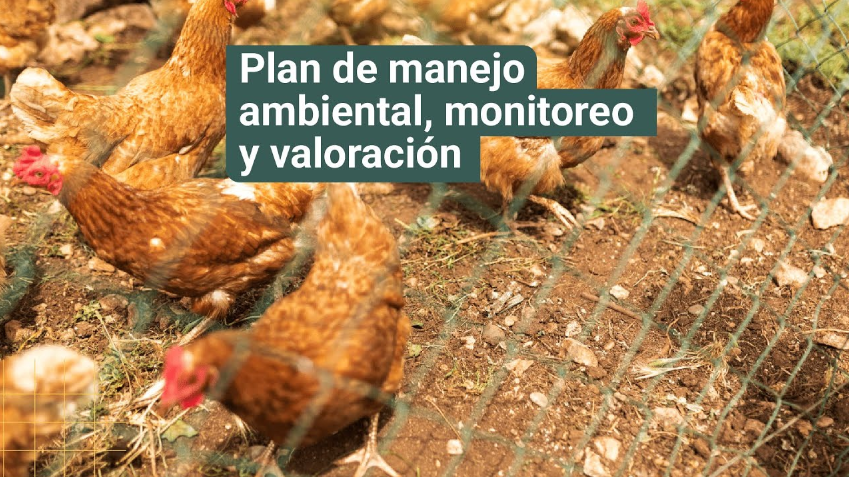 Plan de manejo
ambiental, monitoreo
y valoración